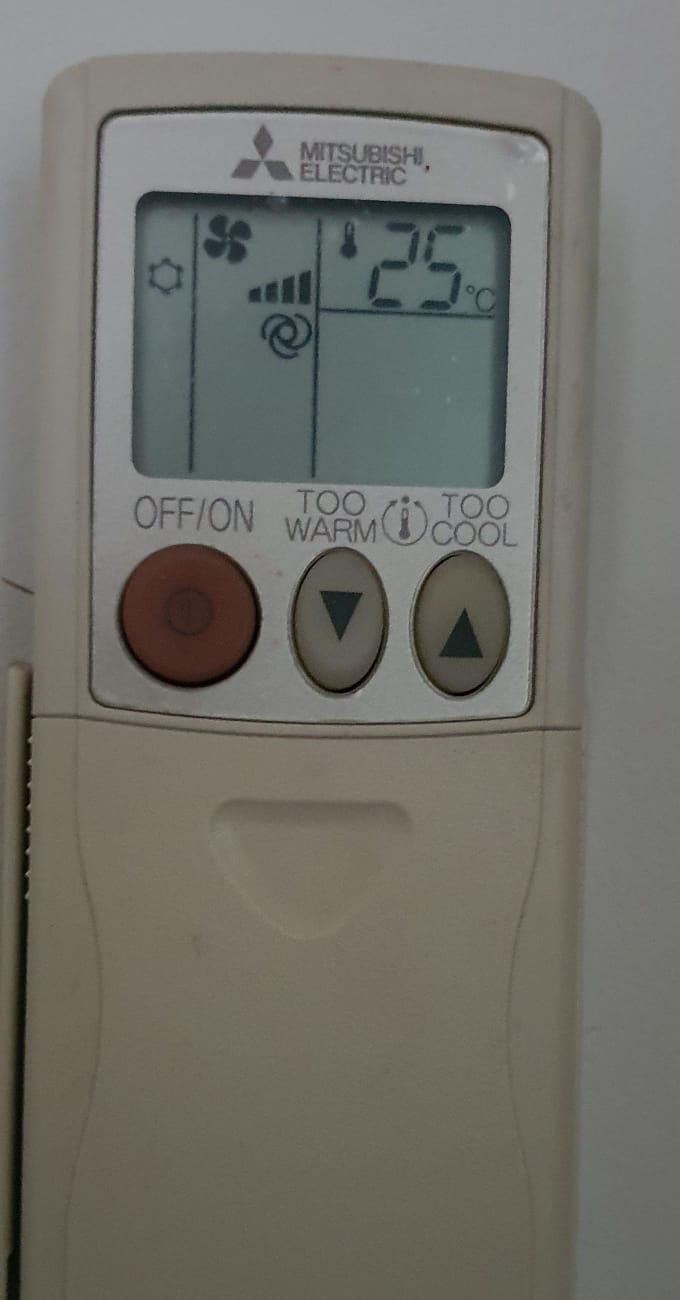 MITSUBISHI
ELECTRIC
25°C
OFF/ON
TOO
WARM
TOO
COOL